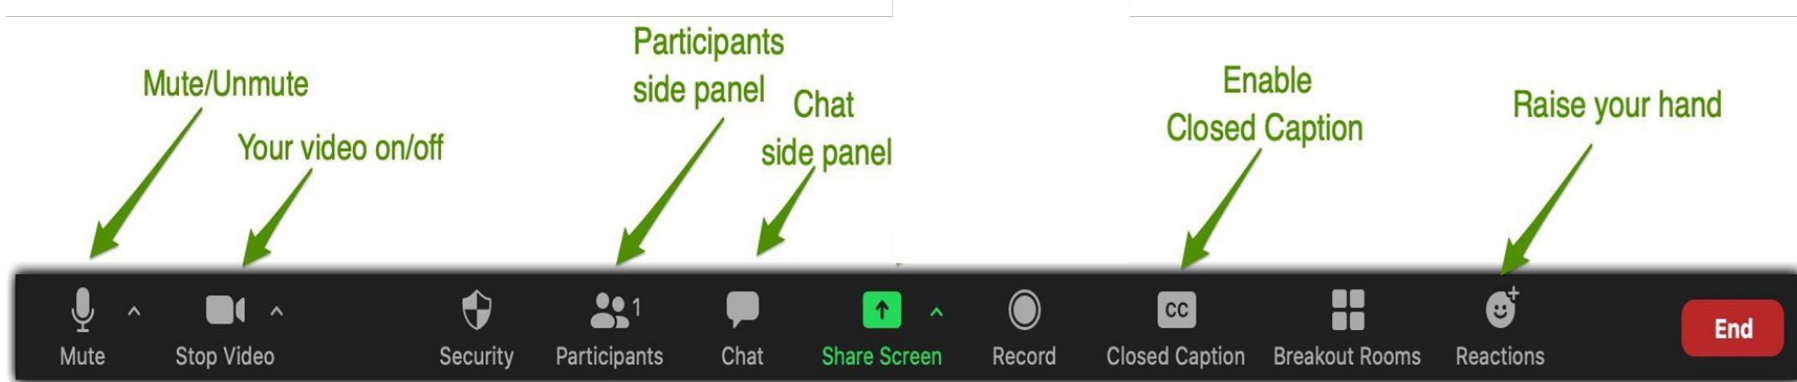 Mute/Unmute
Your video on/off
Participants
side panel
Chat
side panel
Enable
Closed Caption
Raise your hand
1
CC
Mute
Stop Video
Security
Participants
Chat
Share Screen
Record
Closed Caption
Breakout Rooms
Reactions
End